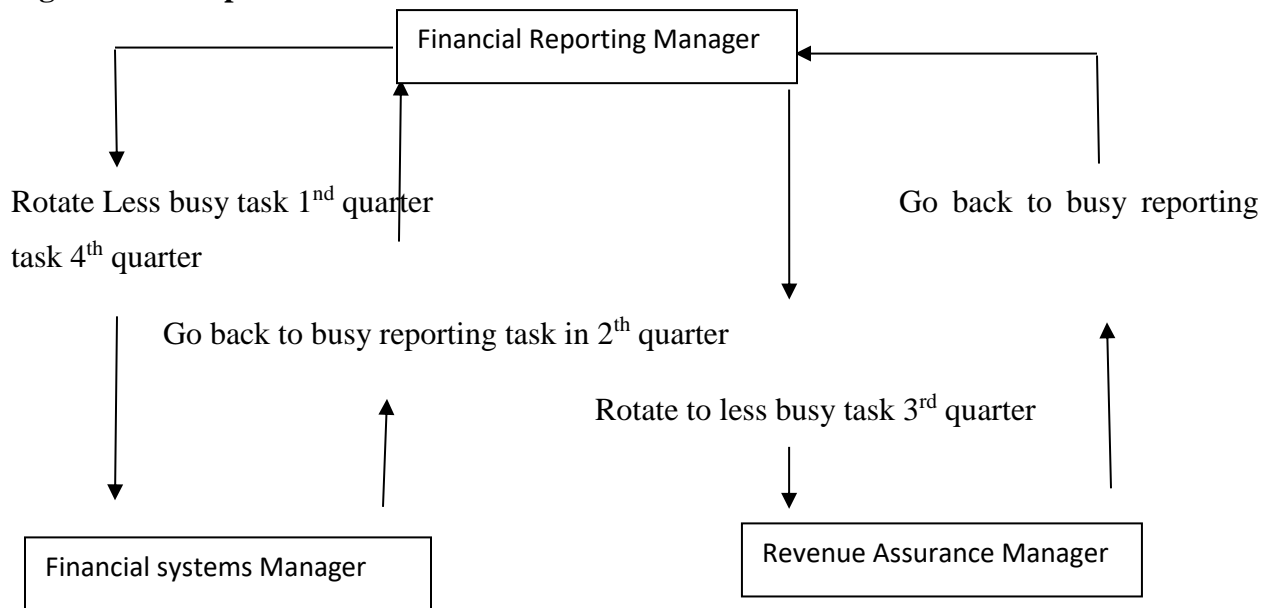 Financial Reporting Manager
Rotate Less busy task 1nd quarter Go back to busy reporting
task 4th quarter
Go back to busy reporting task in 2th quarter
Rotate to less busy task 3rd quarter
Financial systems Manager
Revenue Assurance Manager